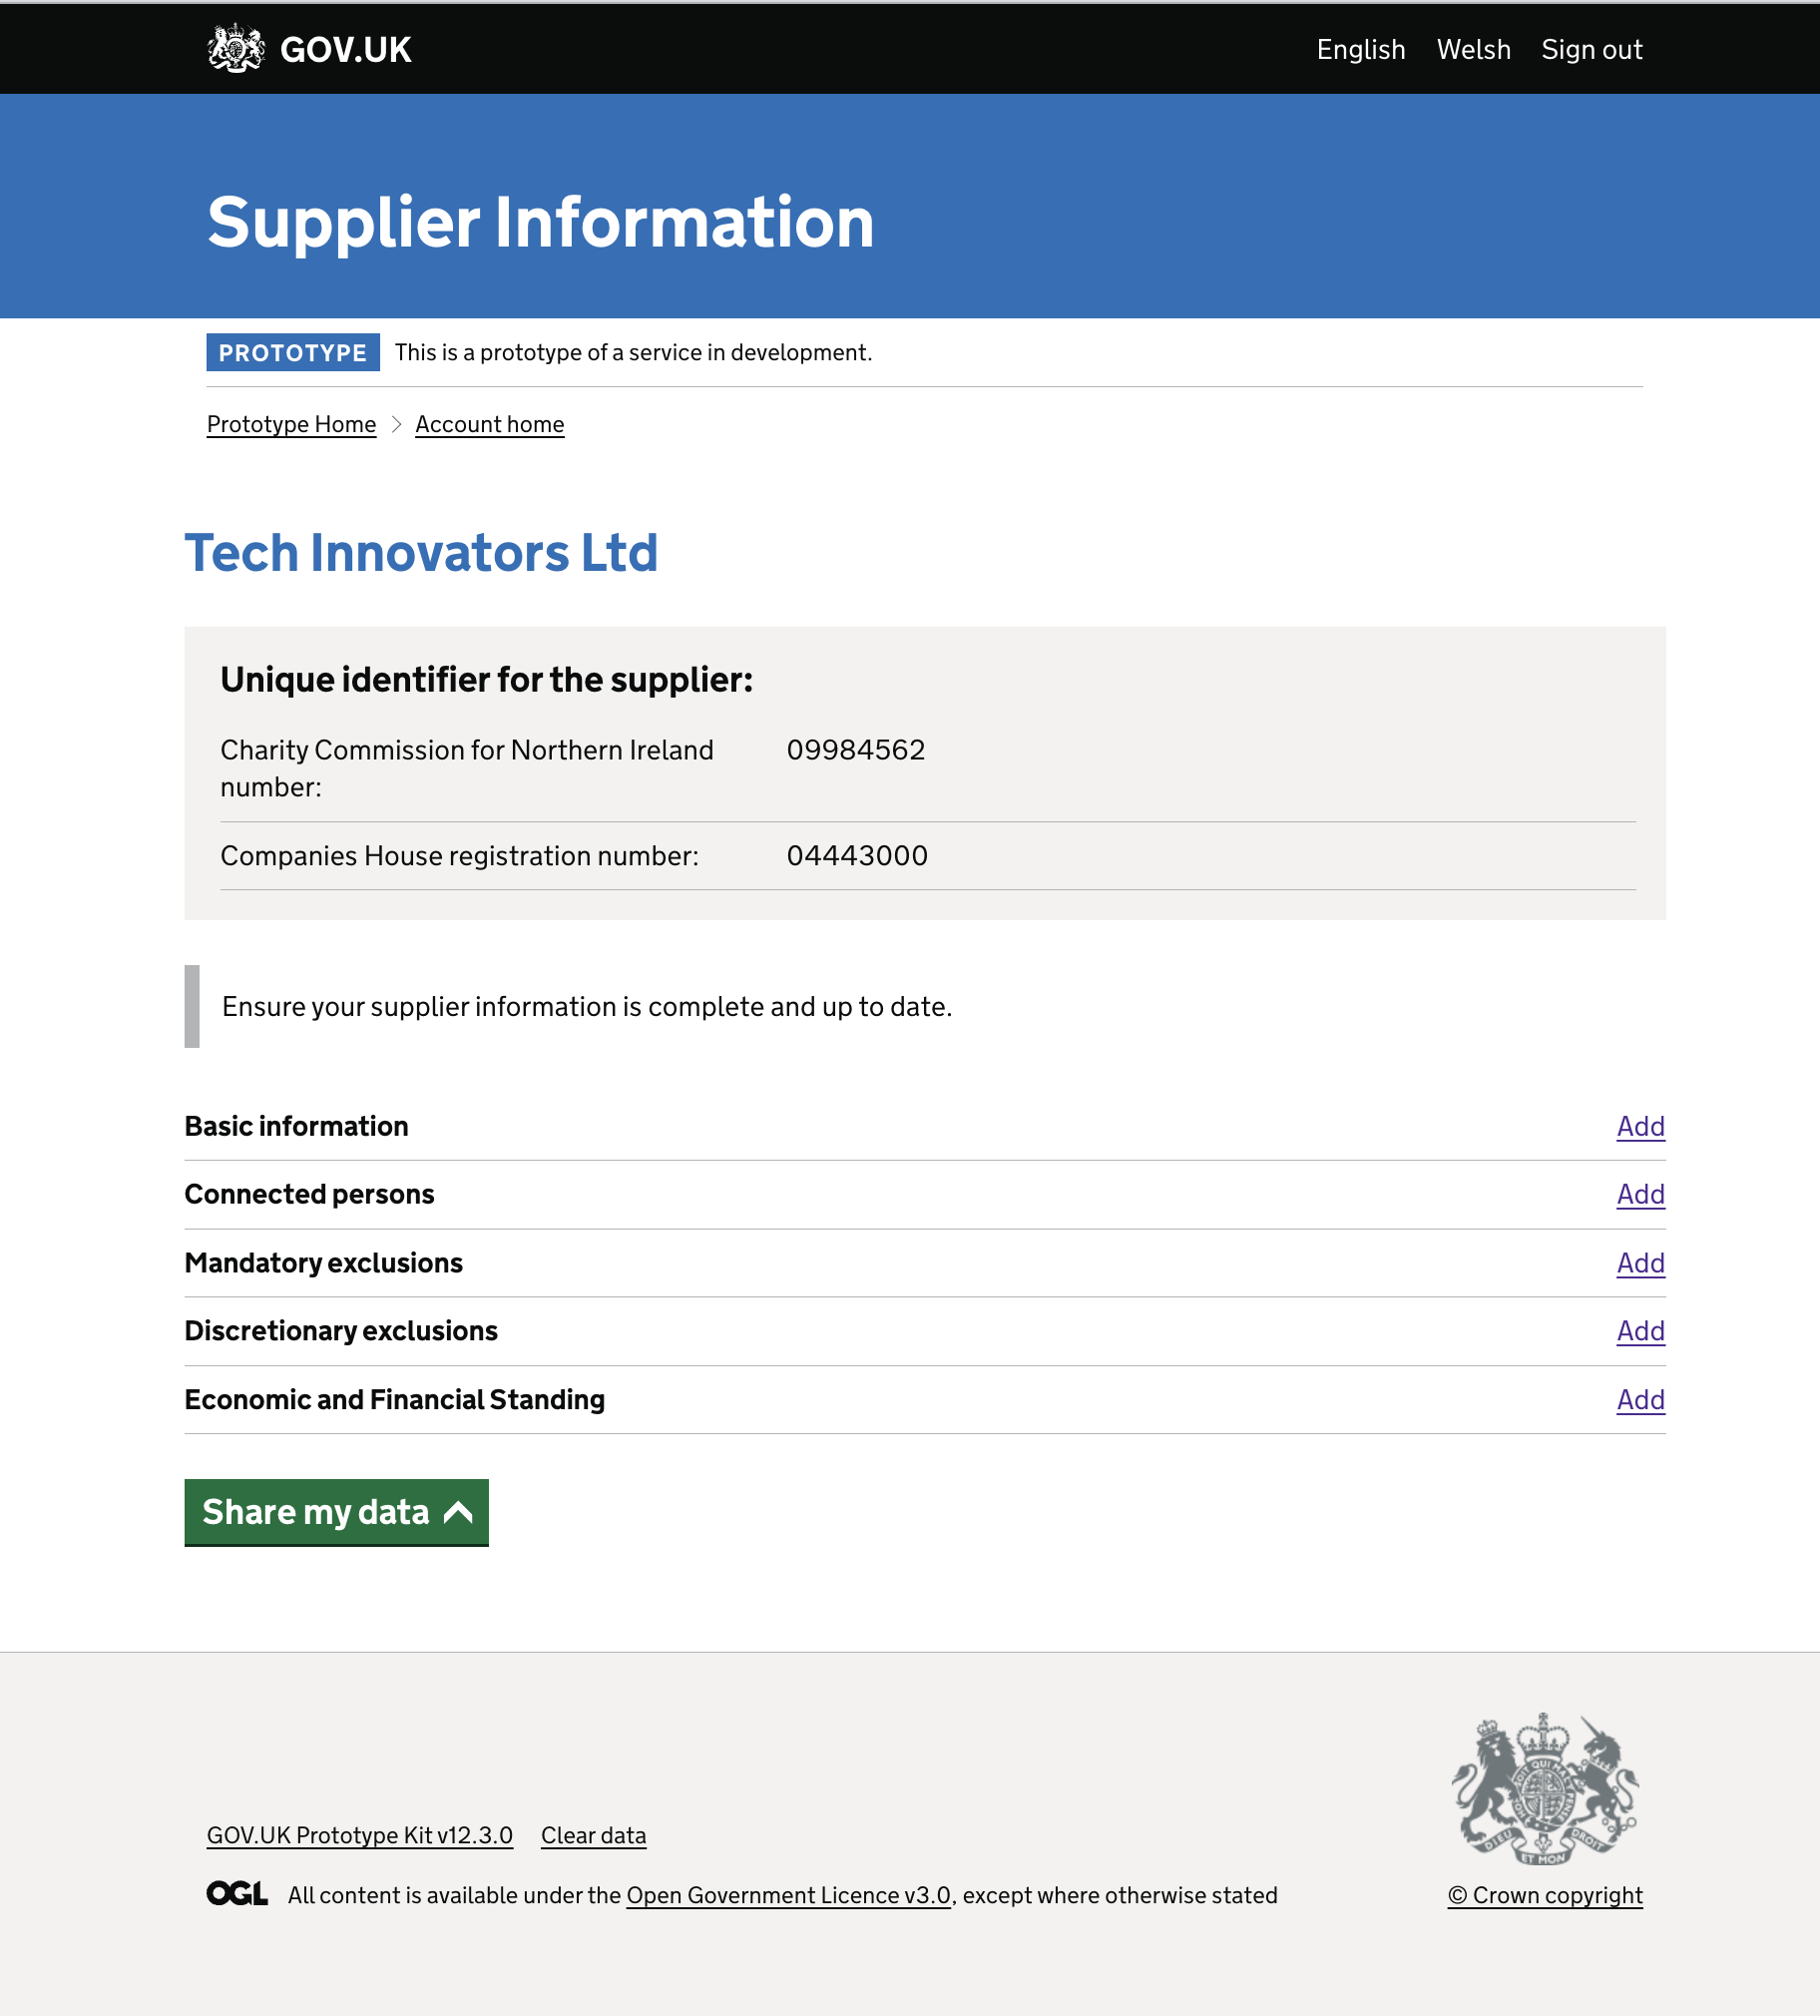 GOV.UK
English Welsh Sign out
Supplier Information
PROTOTYPE This is a prototype of a service in development.
Prototype Home Account home
Tech Innovators Ltd
Unique identifier for the supplier:
Charity Commission for Northern Ireland 09984562
number:
Companies House registration number: 04443000
Ensure your supplier information is complete and up to date.
Basic information Add
Connected persons Add
Mandatory exclusions Add
Discretionary exclusions Add
Economic and Financial Standing Add
Share my data
GOV.UK Prototype Kit v12.3.0 Clear data
DIEU ET MON DROIT
OGL All content is available under the Open Government Licence v3.0, except where otherwise stated
© Crown copyright